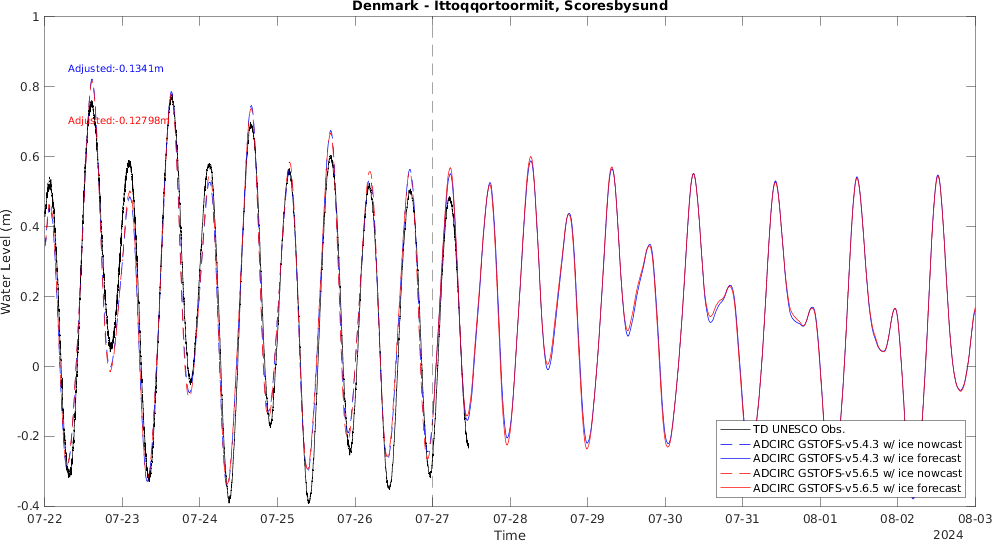 Denmark - Ittoqqortoormiit, Scoresbysund
Adjusted:-0.1341m
Adjusted:-0.12798m
Water Level (m)
1
0.8
0.6
0.4
0.2
0
-0.2
-0.4
TD UNESCO Obs.
ADCIRC GSTOFS-v5.4.3 w/ ice nowcast
ADCIRC GSTOFS-v5.4.3 w/ ice forecast
ADCIRC GSTOFS-v5.6.5 w/ ice nowcast
ADCIRC GSTOFS-v5.6.5 w/ ice forecast
07-22 07-23 07-24 07-25 07-26 07-27 07-28 07-29 07-30 07-31 08-01 08-02 08-03
Time
2024